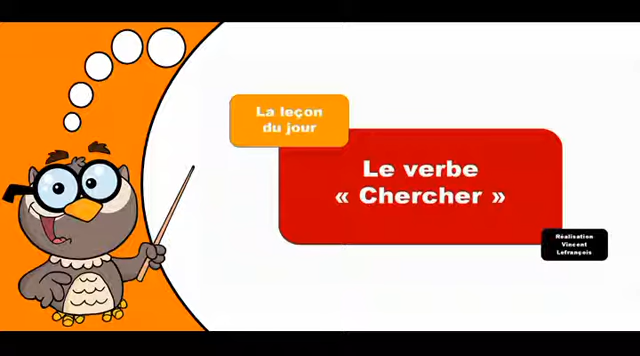 La leçon
du jour
Le verbe
« Chercher »
Réalisation
Vincent
Lefrançois